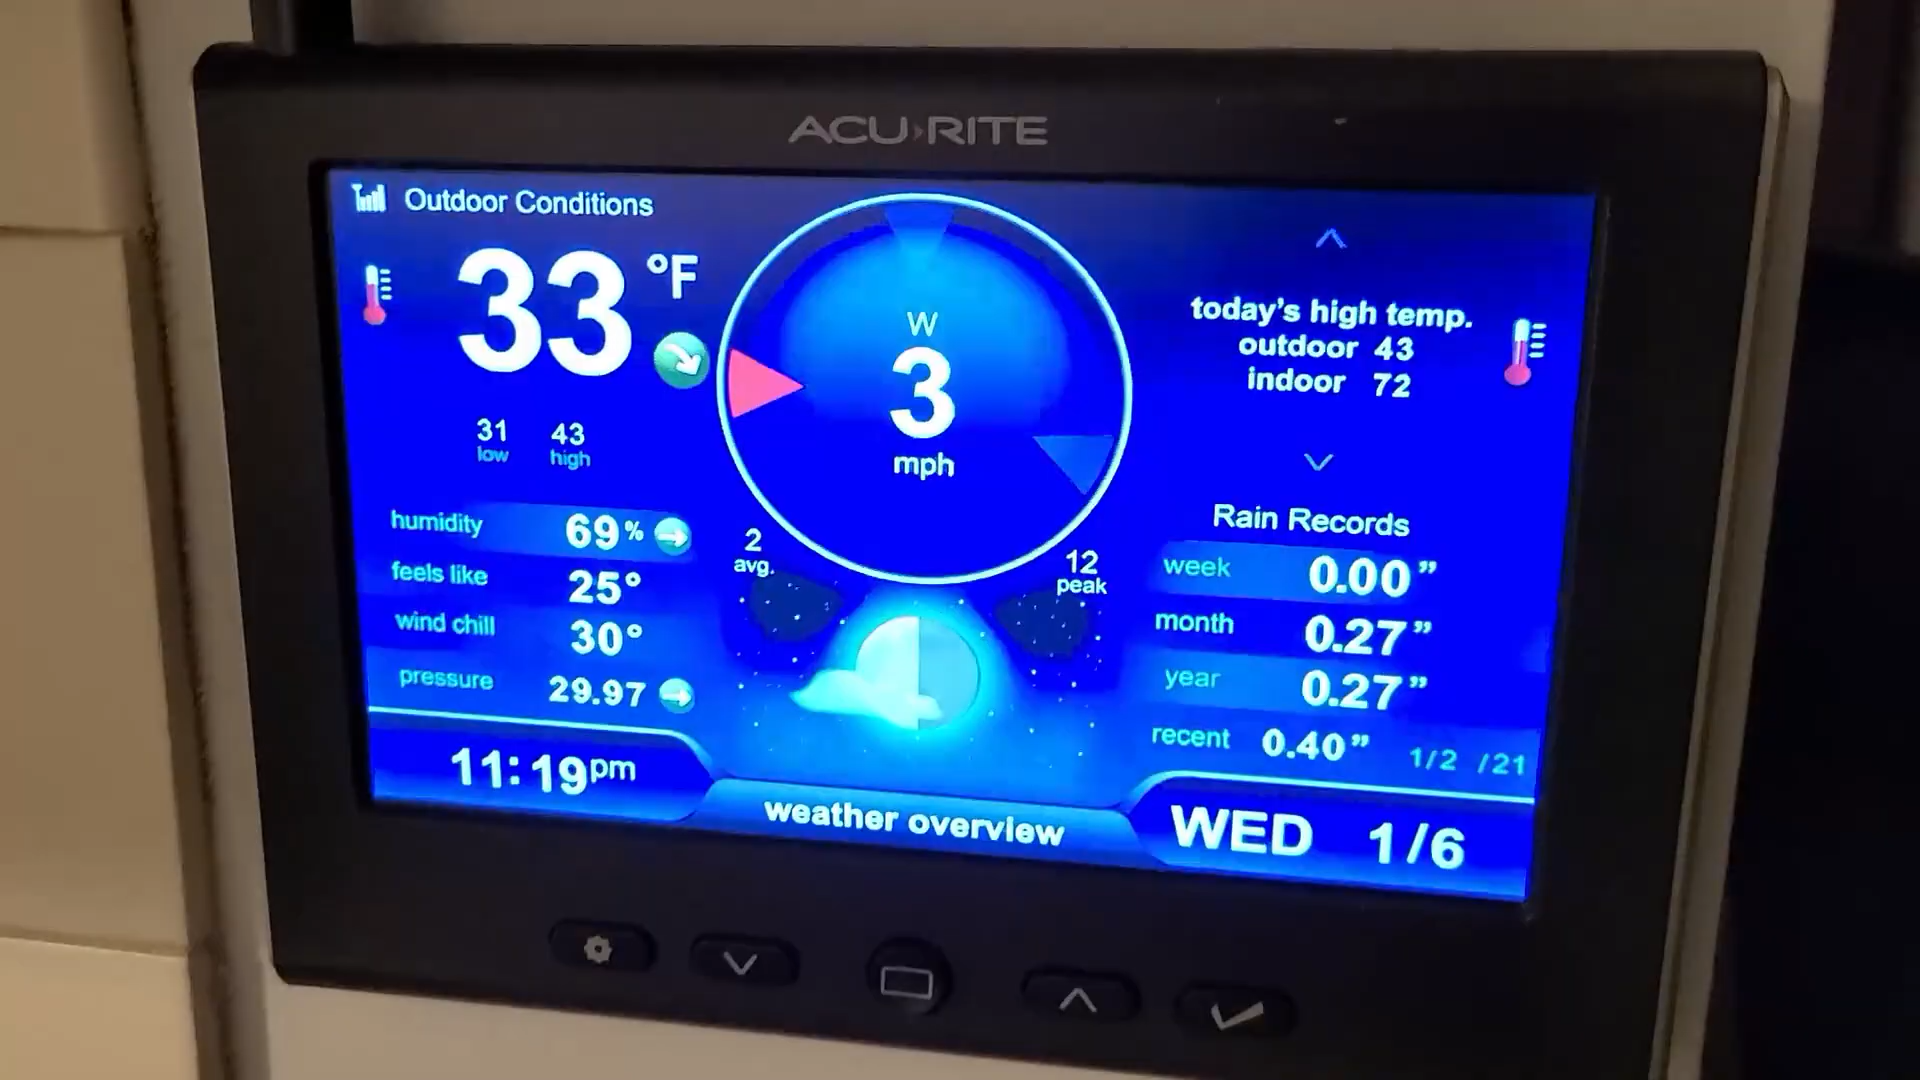 ACU›RITE
Outdoor Conditions
33 °F
31 low
43 high
humidity 69%
feels like 25°
wind chill 30°
pressure 29.97
11:19pm
W
3
mph
2
avg.
12
peak
weather overview
today's high temp.
outdoor 43
indoor 72
Rain Records
week 0.00”
month 0.27”
year 0.27”
recent 0.40” 1/2 /21
WED 1/6